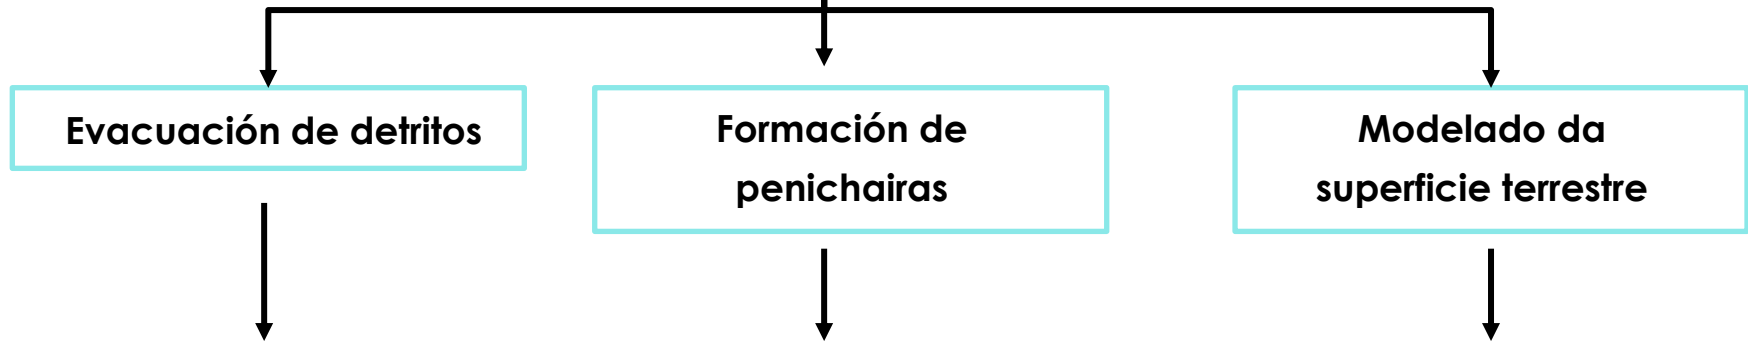 Evacuación de detritos
Formación de
penichairas
Modelado da
superficie terrestre